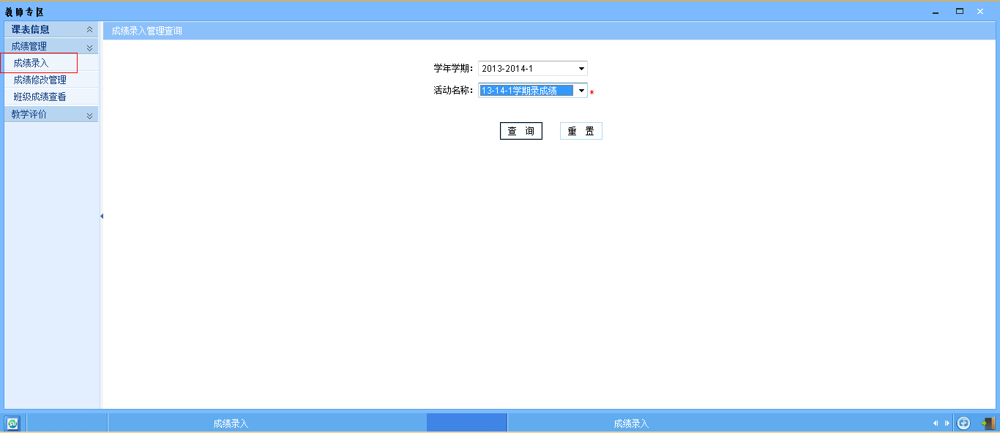 教师专区
课表信息
成绩录入管理查询
成绩管理
成绩录入
成绩修改管理
班级成绩查看
教学评价
学年学期： 2013-2014-1
活动名称： 13-14-1学期录成绩 *
查 询 重 置
成绩录入 成绩录入